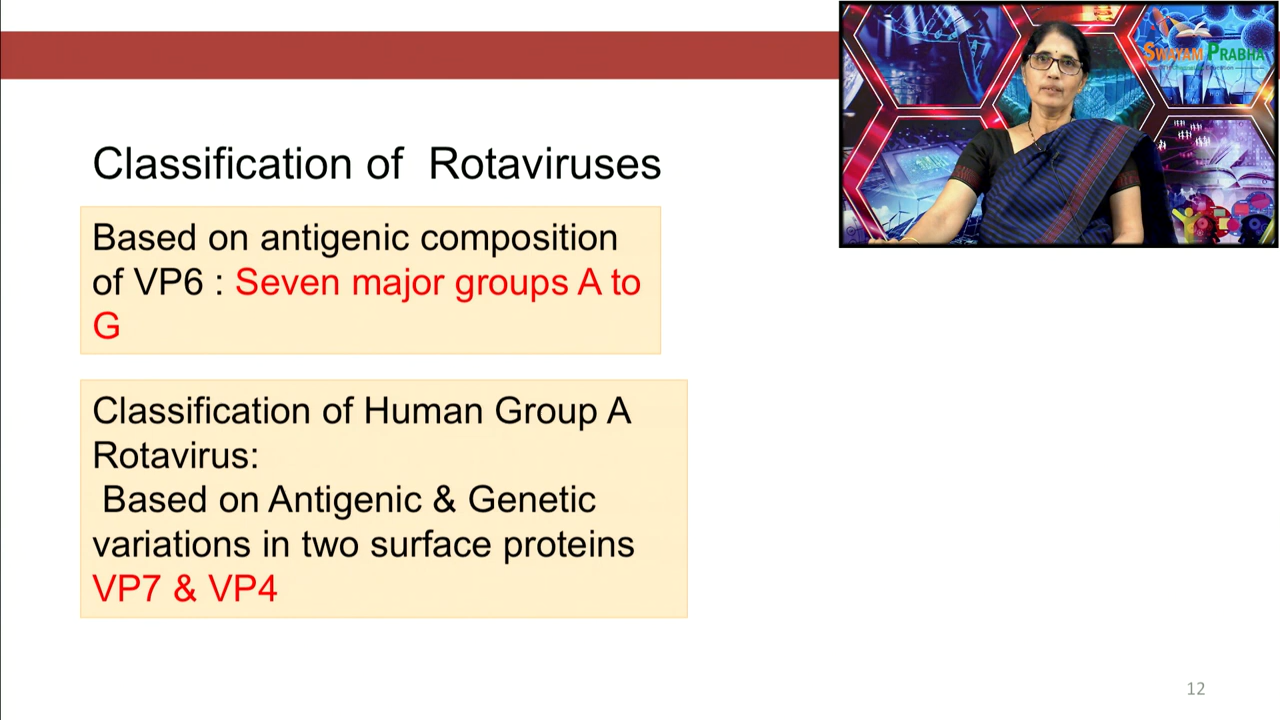 SWAYAM PRABHA
Classification of Rotaviruses
Based on antigenic composition
of VP6 : Seven major groups A to
G
Classification of Human Group A
Rotavirus:
Based on Antigenic & Genetic
variations in two surface proteins
VP7 & VP4
12